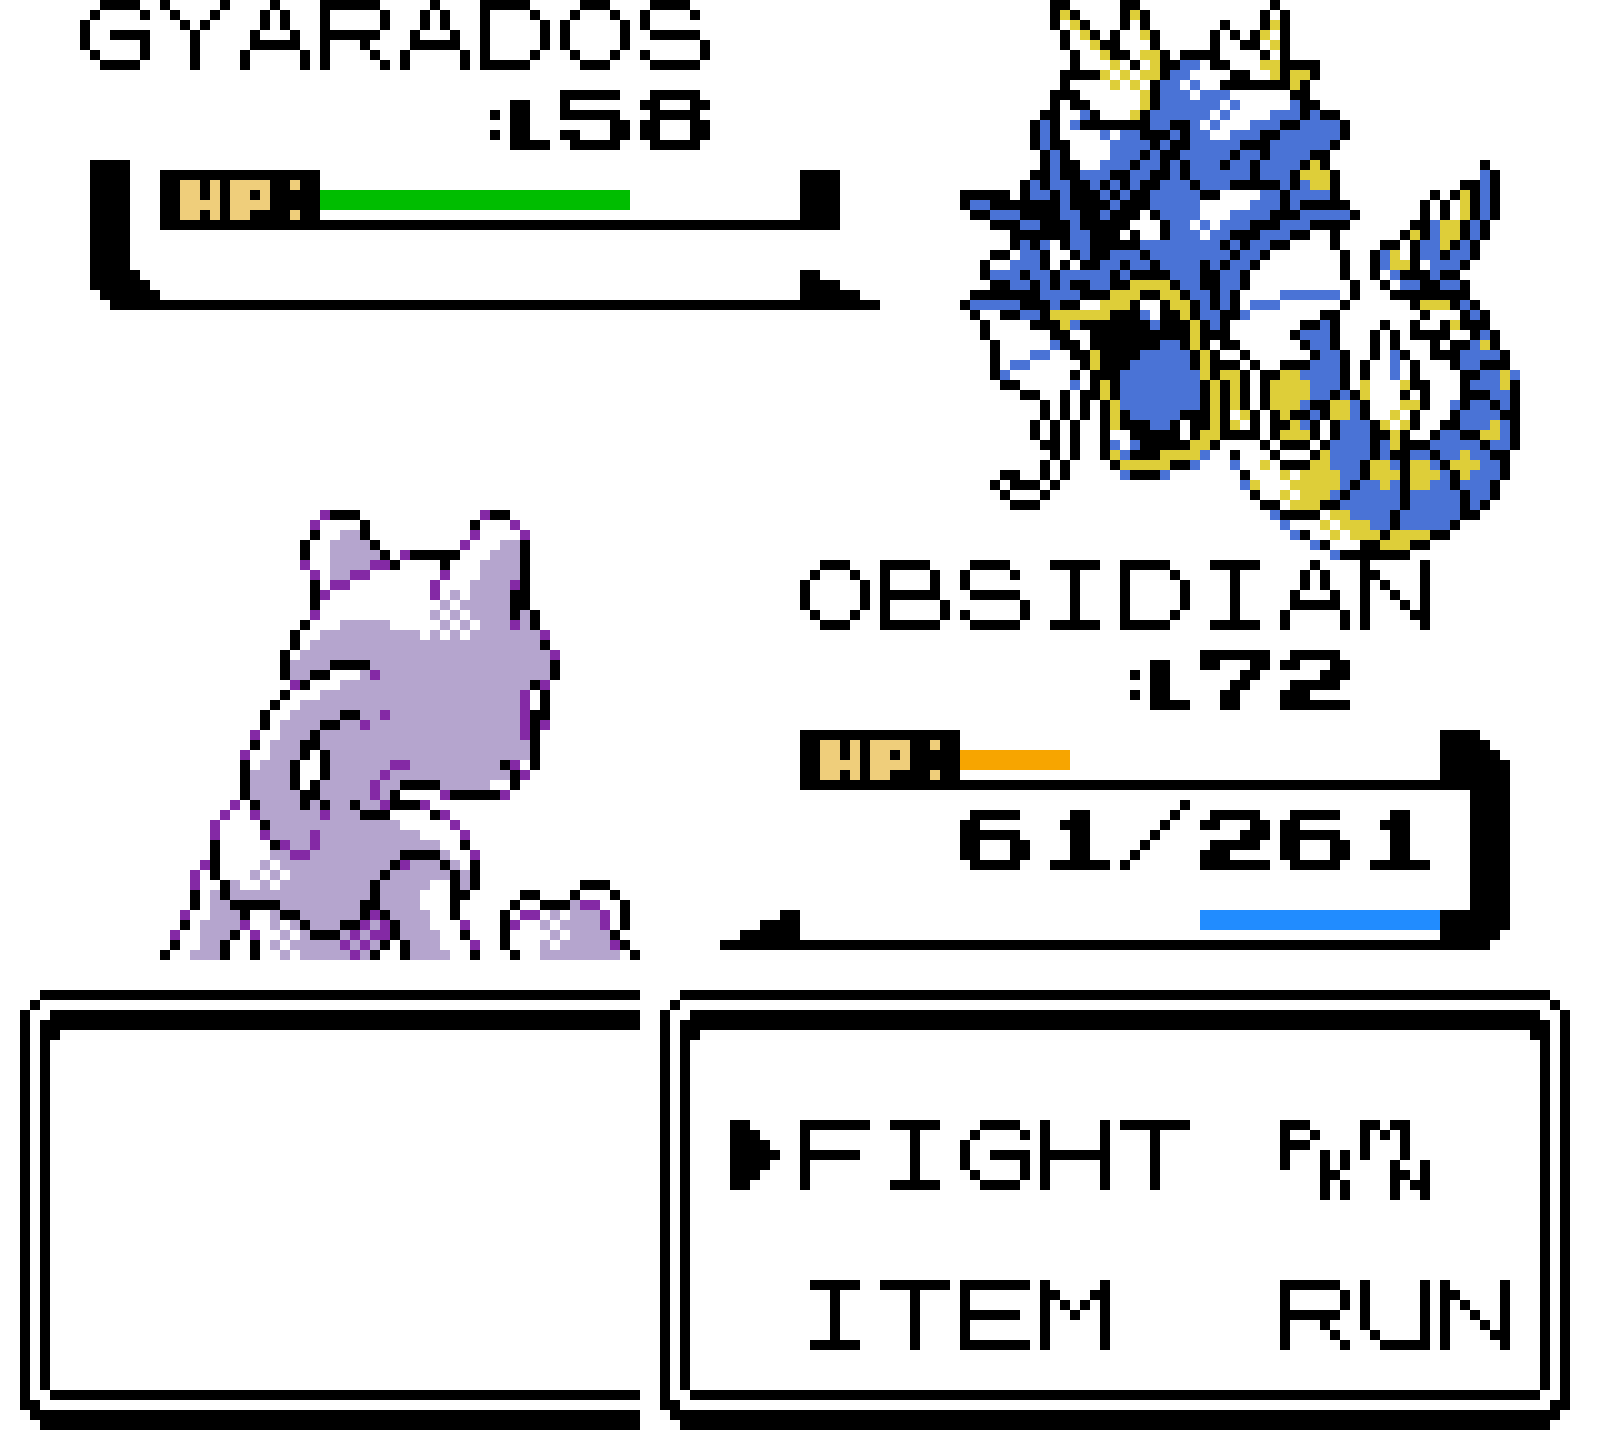 GYARADOS
:L58
HP:
OBSIDIAN
:L72
HP:
61/261
▶FIGHT PKMN
ITEM RUN